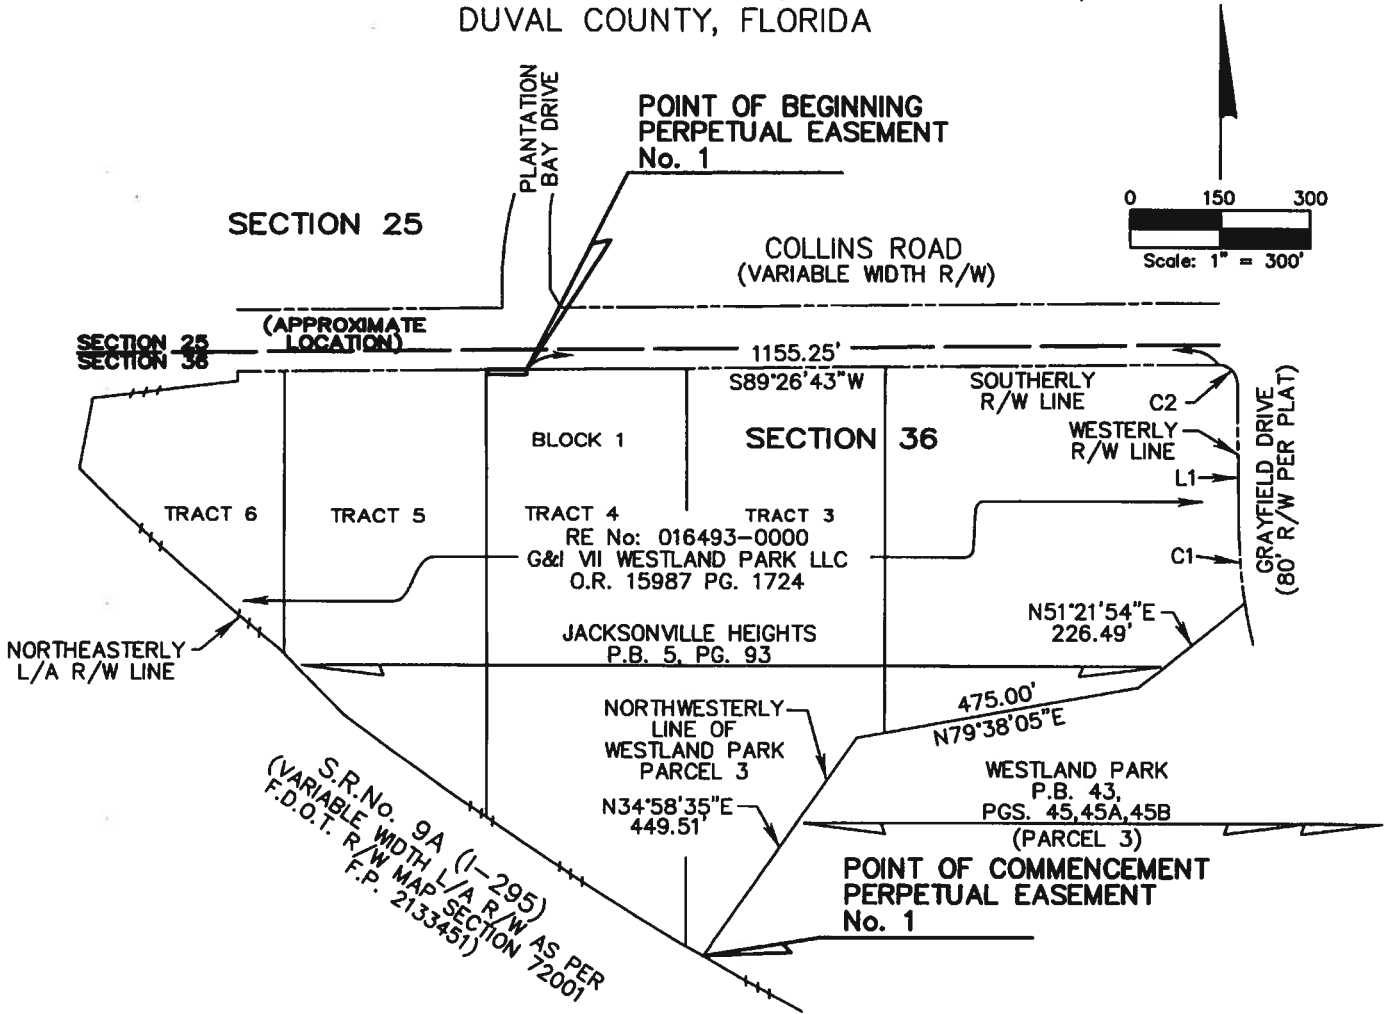 DUVAL COUNTY, FLORIDA
PLANTATION
BAY DRIVE
POINT OF BEGINNING
PERPETUAL EASEMENT
No. 1
SECTION 25
COLLINS ROAD
(VARIABLE WIDTH R/W)
0 150 300
Scale: 1" = 300'
(APPROXIMATE
LOCATION)
SECTION 25
SECTION 36
1155.25'
S89°26'43"W
SOUTHERLY
R/W LINE
C2
GRAYFIELD DRIVE
(80' R/W PER PLAT)
BLOCK 1
SECTION 36
WESTERLY
R/W LINE
L1
TRACT 6
TRACT 5
TRACT 4
TRACT 3
RE No: 016493-0000
G&I VII WESTLAND PARK LLC
O.R. 15987 PG. 1724
C1
N51°21'54"E
226.49'
NORTHEASTERLY
L/A R/W LINE
JACKSONVILLE HEIGHTS
P.B. 5, PG. 93
475.00'
N79°38'05"E
NORTHWESTERLY
LINE OF
WESTLAND PARK
PARCEL 3
N34°58'35"E
449.51'
WESTLAND PARK
P.B. 43,
PGS. 45,45A,45B
(PARCEL 3)
S.R.No. 9A (I-295)
(VARIABLE WIDTH L/A R/W AS PER
F.D.O.T. R/W MAP SECTION 72001
F.P. 2133451)
POINT OF COMMENCEMENT
PERPETUAL EASEMENT
No. 1